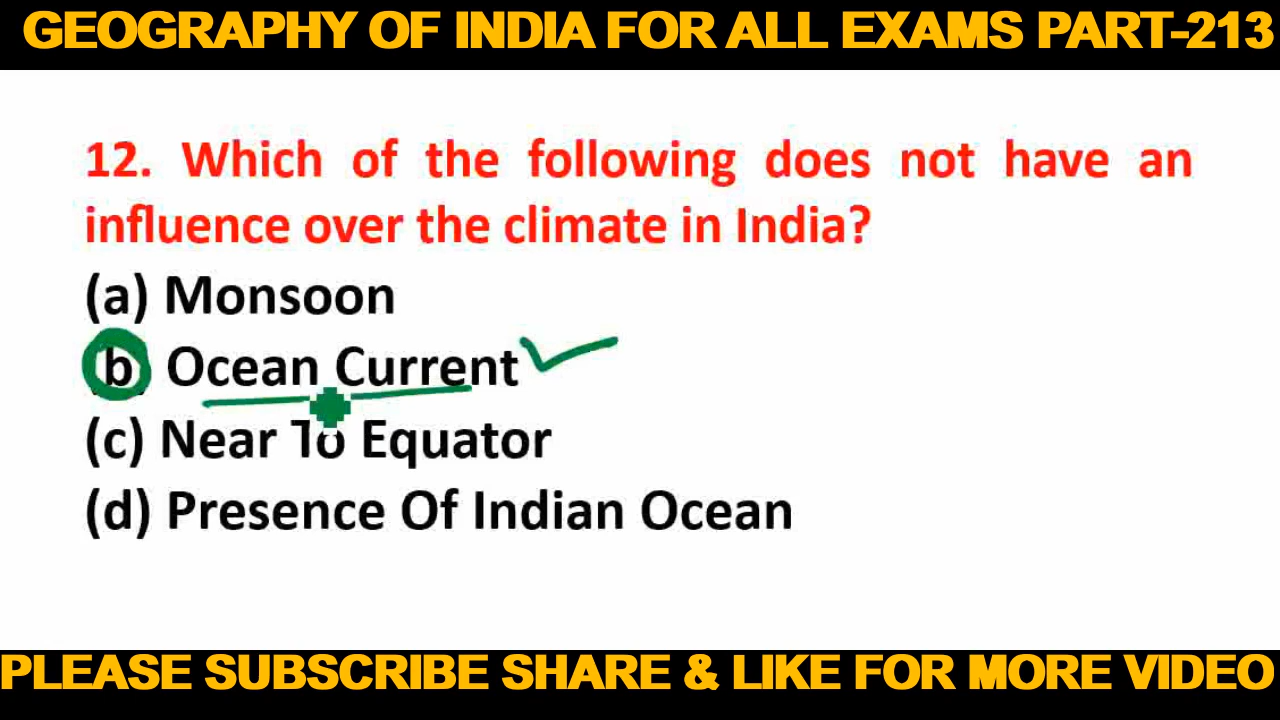 GEOGRAPHY OF INDIA FOR ALL EXAMS PART-213
12. Which of the following does not have an
influence over the climate in India?
(a) Monsoon
(b) Ocean Current
(c) Near To Equator
(d) Presence Of Indian Ocean
PLEASE SUBSCRIBE SHARE & LIKE FOR MORE VIDEO